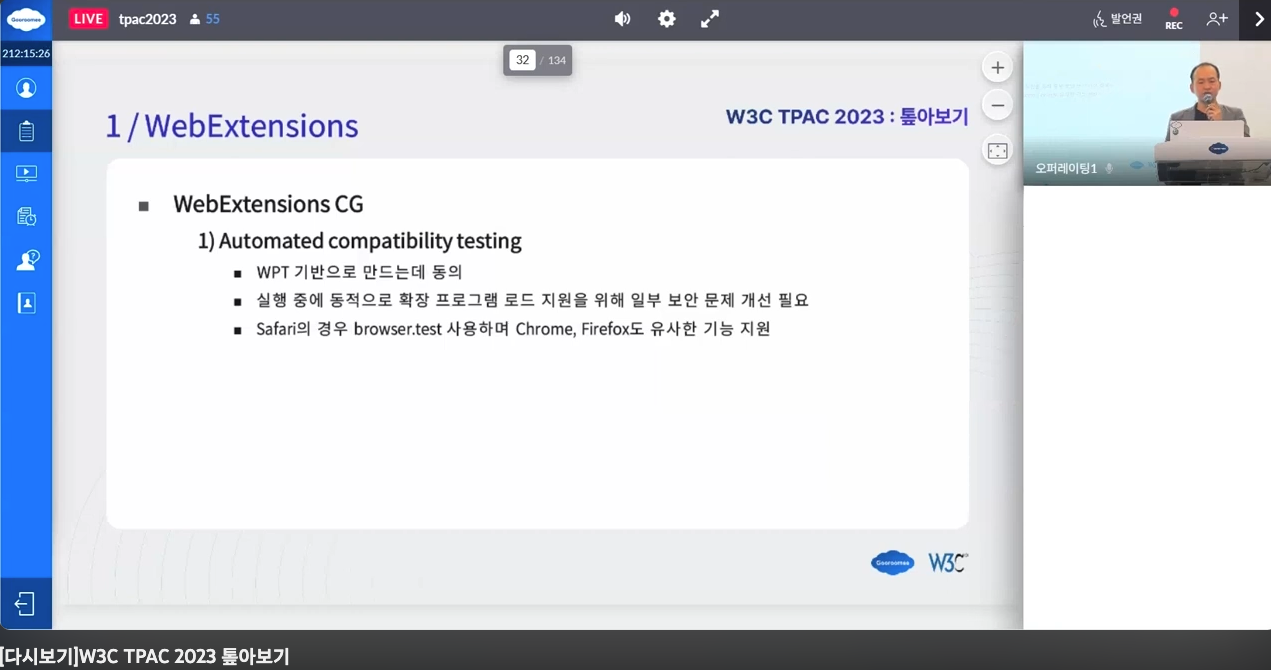 Gooroomee
LIVE tpac2023 55
발언권
REC
212:15:26
32 / 134
1 / WebExtensions
W3C TPAC 2023 : 톺아보기
■ WebExtensions CG
1) Automated compatibility testing
■ WPT 기반으로 만드는데 동의
■ 실행 중에 동적으로 확장 프로그램 로드 지원을 위해 일부 보안 문제 개선 필요
■ Safari의 경우 browser.test 사용하며 Chrome, Firefox도 유사한 기능 지원
오퍼레이팅1
Gooroomee W3C
[다시보기]W3C TPAC 2023 톺아보기